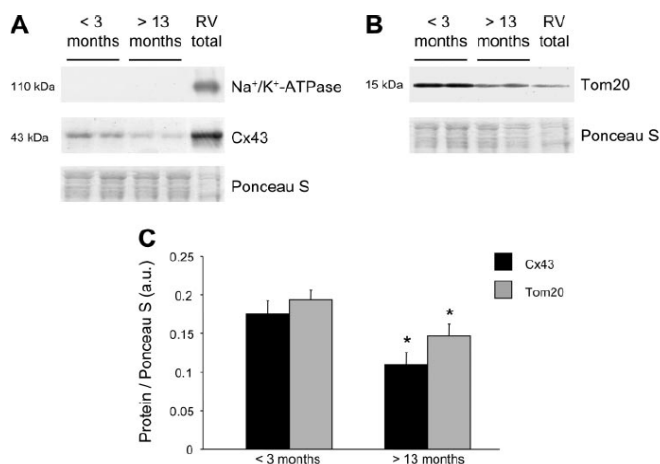 A
< 3 months
> 13 months
RV total
110 kDa
Na⁺/K⁺-ATPase
43 kDa
Cx43
Ponceau S
B
< 3 months
> 13 months
RV total
15 kDa
Tom20
Ponceau S
C
Protein / Ponceau S (a.u.)
0.25
0.2
0.15
0.1
0.05
0
* *
< 3 months
> 13 months
Cx43
Tom20